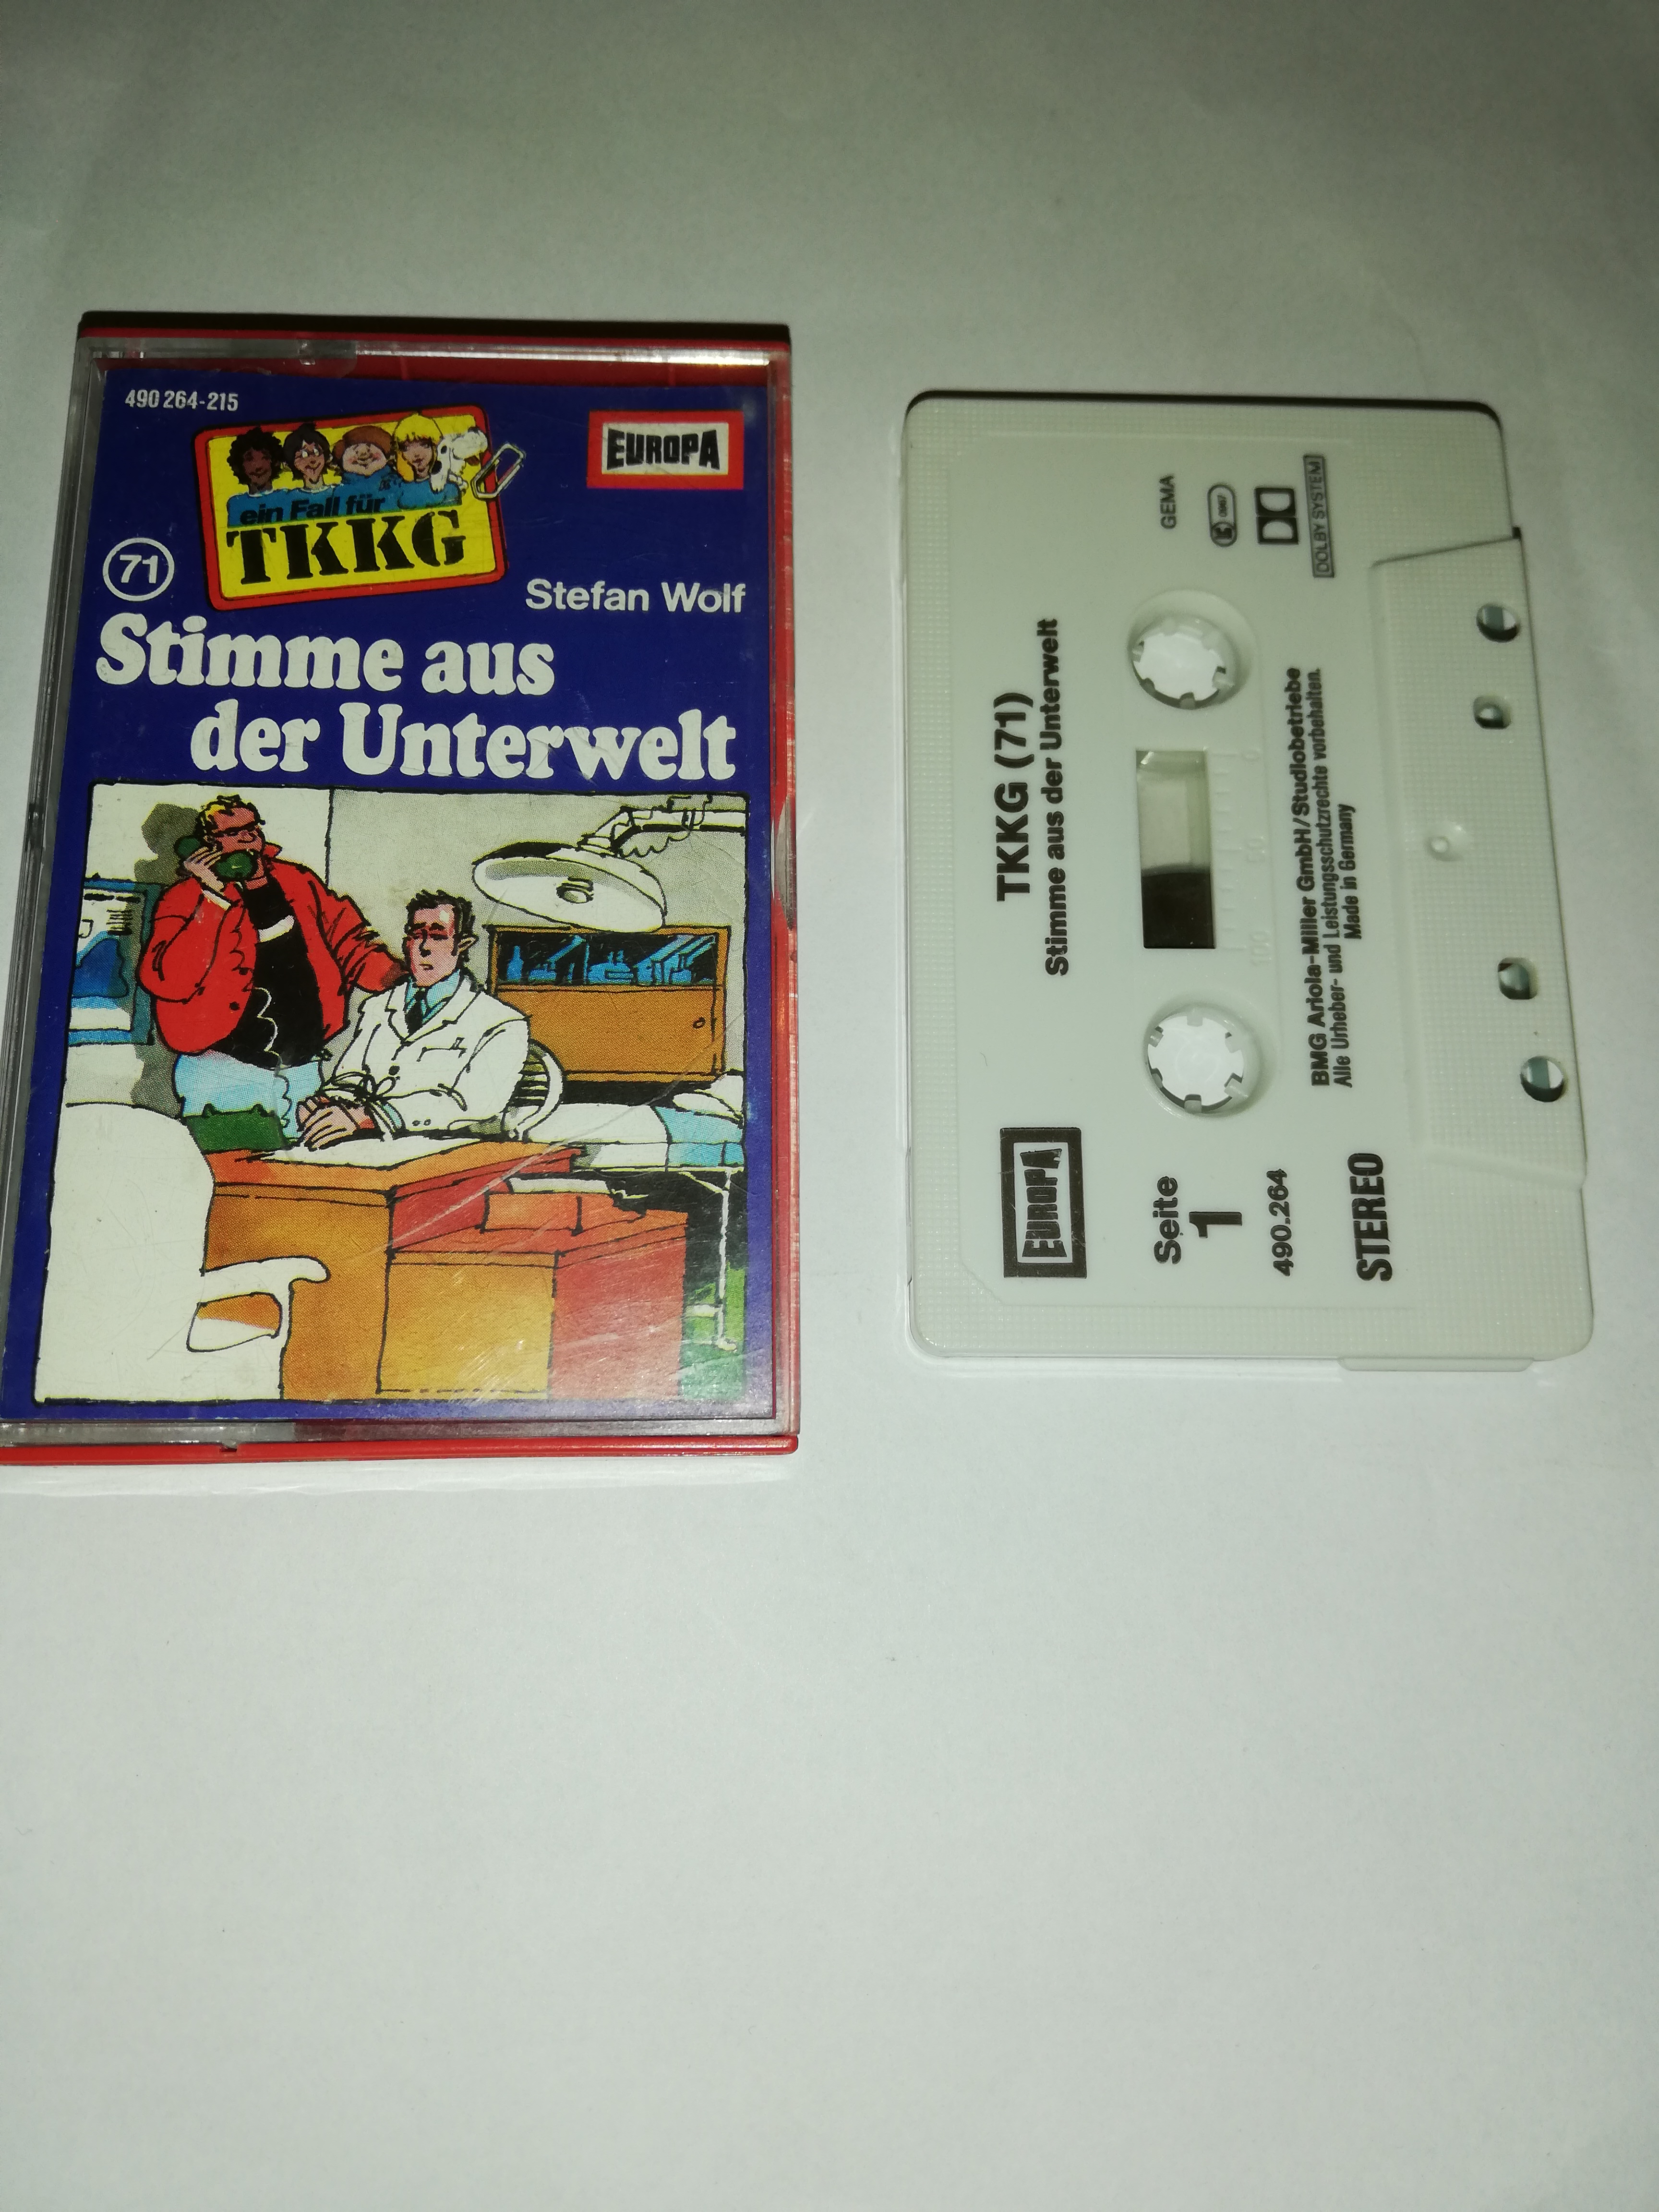 490 264-215
EUROPA
ein Fall für
TKKG
71
Stefan Wolf
Stimme aus
der Unterwelt
TKKG (71)
Stimme aus der Unterwelt
EUROPA
Seite
1
490.264
STEREO
GEMA
DOLBY SYSTEM
100
0
BMG Ariola-Miller GmbH/Studiobetriebe
Alle Urheber- und Leistungsschutzrechte vorbehalten.
Made in Germany